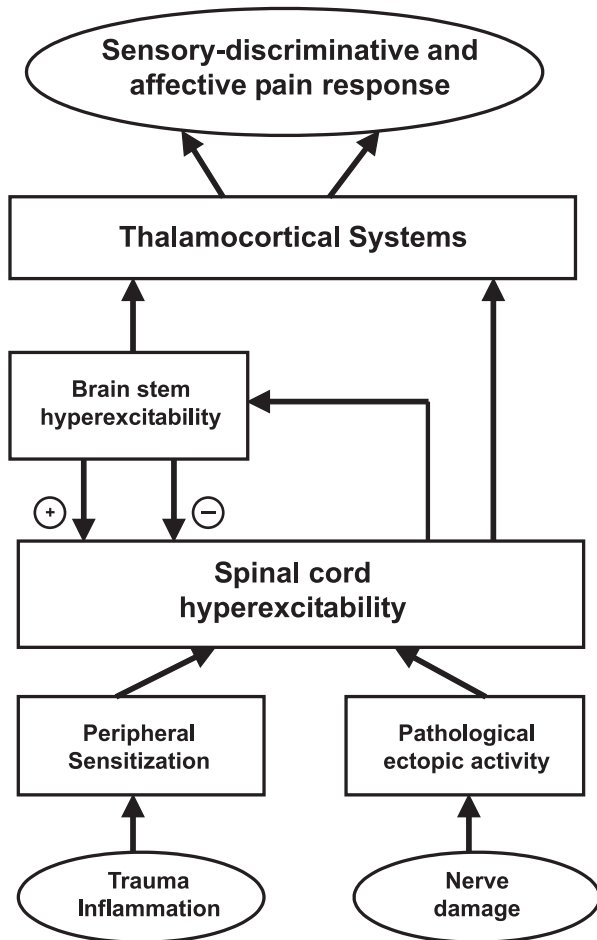 Sensory-discriminative and
affective pain response
Thalamocortical Systems
Brain stem
hyperexcitability
+
−
Spinal cord
hyperexcitability
Peripheral
Sensitization
Pathological
ectopic activity
Trauma
Inflammation
Nerve
damage